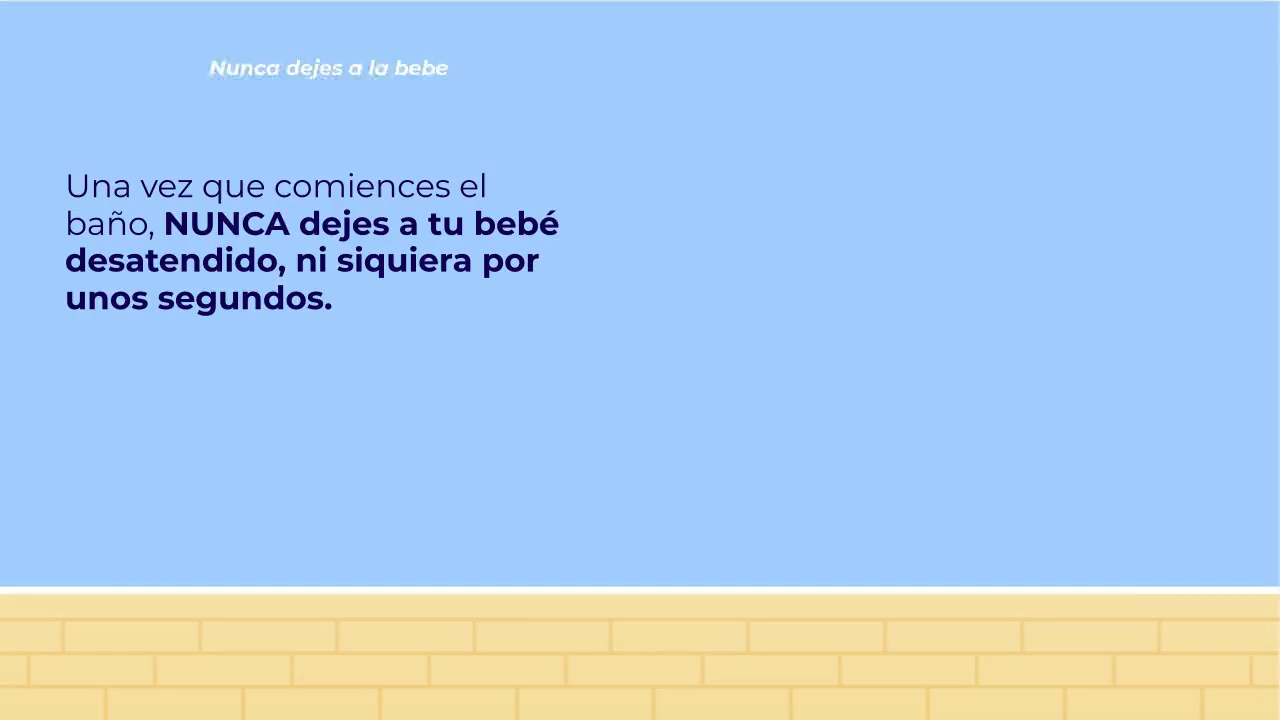 Nunca dejes a la bebe
Una vez que comiences el
baño, NUNCA dejes a tu bebé
desatendido, ni siquiera por
unos segundos.